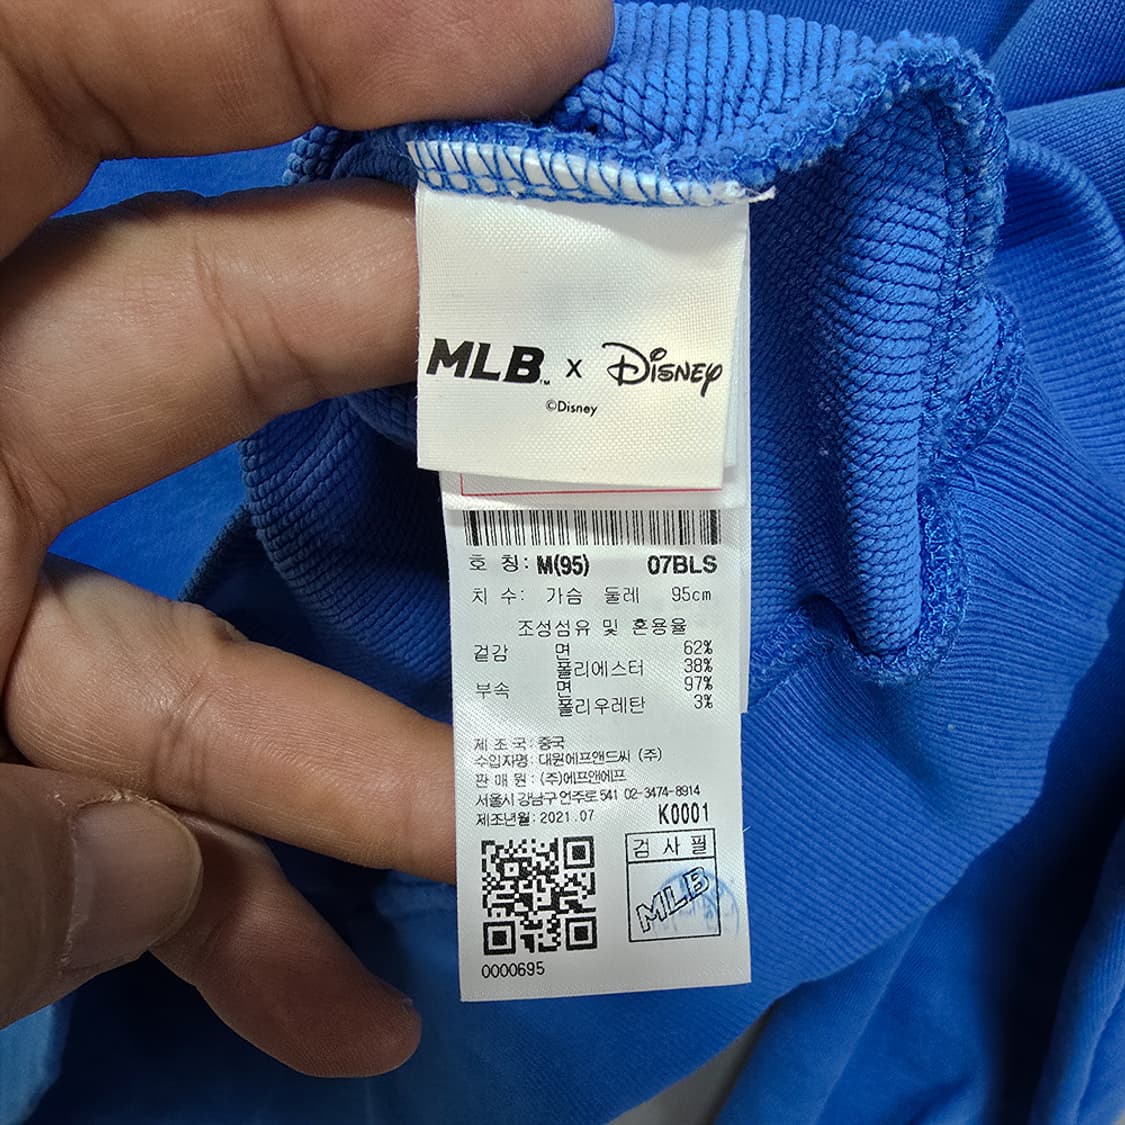 MLB™ x Disney
©Disney
호 칭: M(95) 07BLS
치 수: 가슴 둘레 95cm
조성섬유 및 혼용율
겉감 면 62%
폴리에스터 38%
부속 면 97%
폴리우레탄 3%
제 조 국: 중국
수입자명: 대원에프앤드씨 (주)
판 매 원: (주)에프앤에프
서울시 강남구 언주로 541 02-3474-8914
제조년월: 2021.07 K0001
검 사 필
MLB
0000695